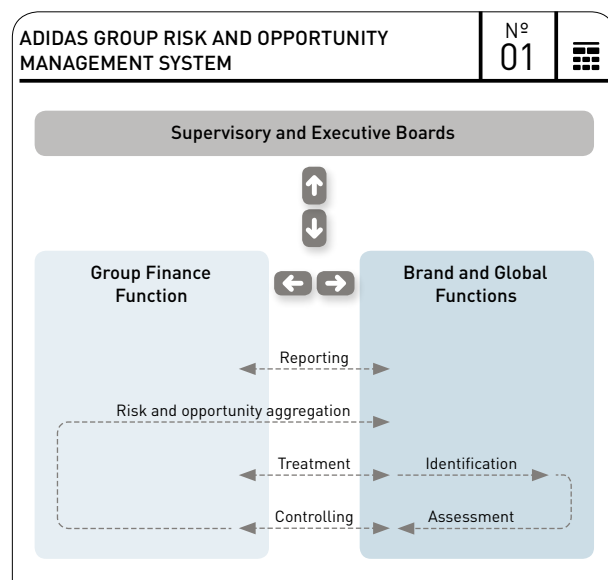 ADIDAS GROUP RISK AND OPPORTUNITY
MANAGEMENT SYSTEM
Nº
01
Supervisory and Executive Boards
Group Finance
Function
Brand and Global
Functions
Reporting
Risk and opportunity aggregation
Treatment
Identification
Controlling
Assessment